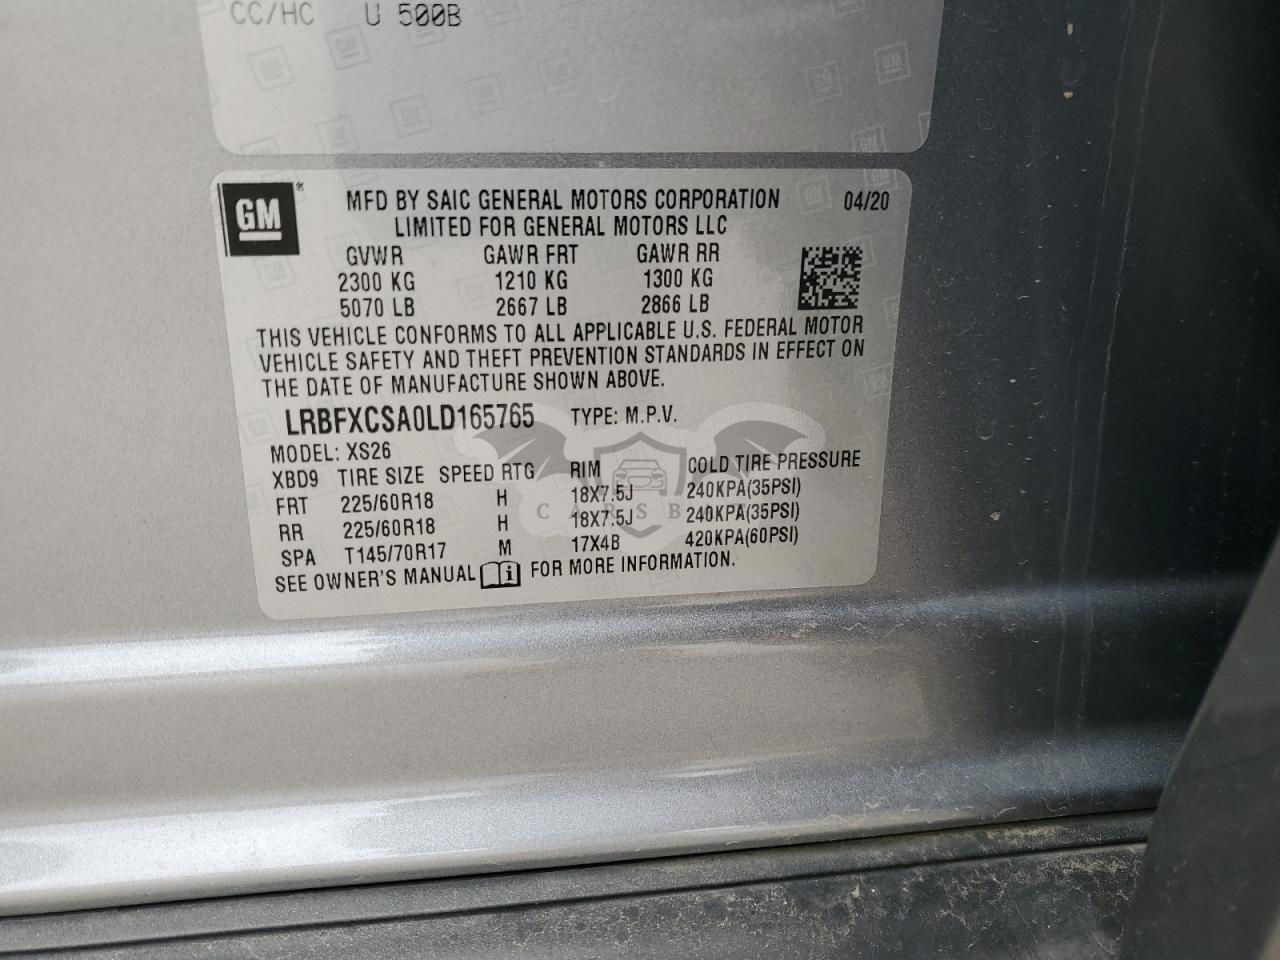 CC/HC U 500B
GM ®
MFD BY SAIC GENERAL MOTORS CORPORATION 04/20
LIMITED FOR GENERAL MOTORS LLC
GVWR GAWR FRT GAWR RR
2300 KG 1210 KG 1300 KG
5070 LB 2667 LB 2866 LB
THIS VEHICLE CONFORMS TO ALL APPLICABLE U.S. FEDERAL MOTOR
VEHICLE SAFETY AND THEFT PREVENTION STANDARDS IN EFFECT ON
THE DATE OF MANUFACTURE SHOWN ABOVE.
LRBFXCSA0LD165765 TYPE: M.P.V.
MODEL: XS26
XBD9 TIRE SIZE SPEED RTG RIM COLD TIRE PRESSURE
FRT 225/60R18 H 18X7.5J 240KPA(35PSI)
RR 225/60R18 H 18X7.5J 240KPA(35PSI)
SPA T145/70R17 M 17X4B 420KPA(60PSI)
SEE OWNER'S MANUAL i FOR MORE INFORMATION.